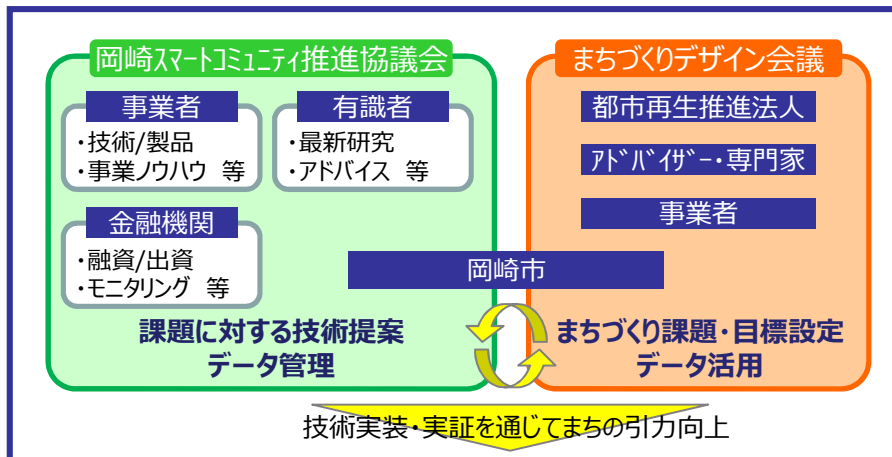 岡崎ｽﾏｰﾄｺﾐｭﾆﾃｨ推進協議会
事業者
・技術/製品
・事業ノウハウ 等
有識者
・最新研究
・アドバイス 等
金融機関
・融資/出資
・モニタリング 等
まちづくりデザイン会議
都市再生推進法人
ｱﾄﾞﾊﾞｲｻﾞｰ・専門家
事業者
岡崎市
課題に対する技術提案
データ管理
まちづくり課題・目標設定
データ活用
技術実装・実証を通じてまちの引力向上